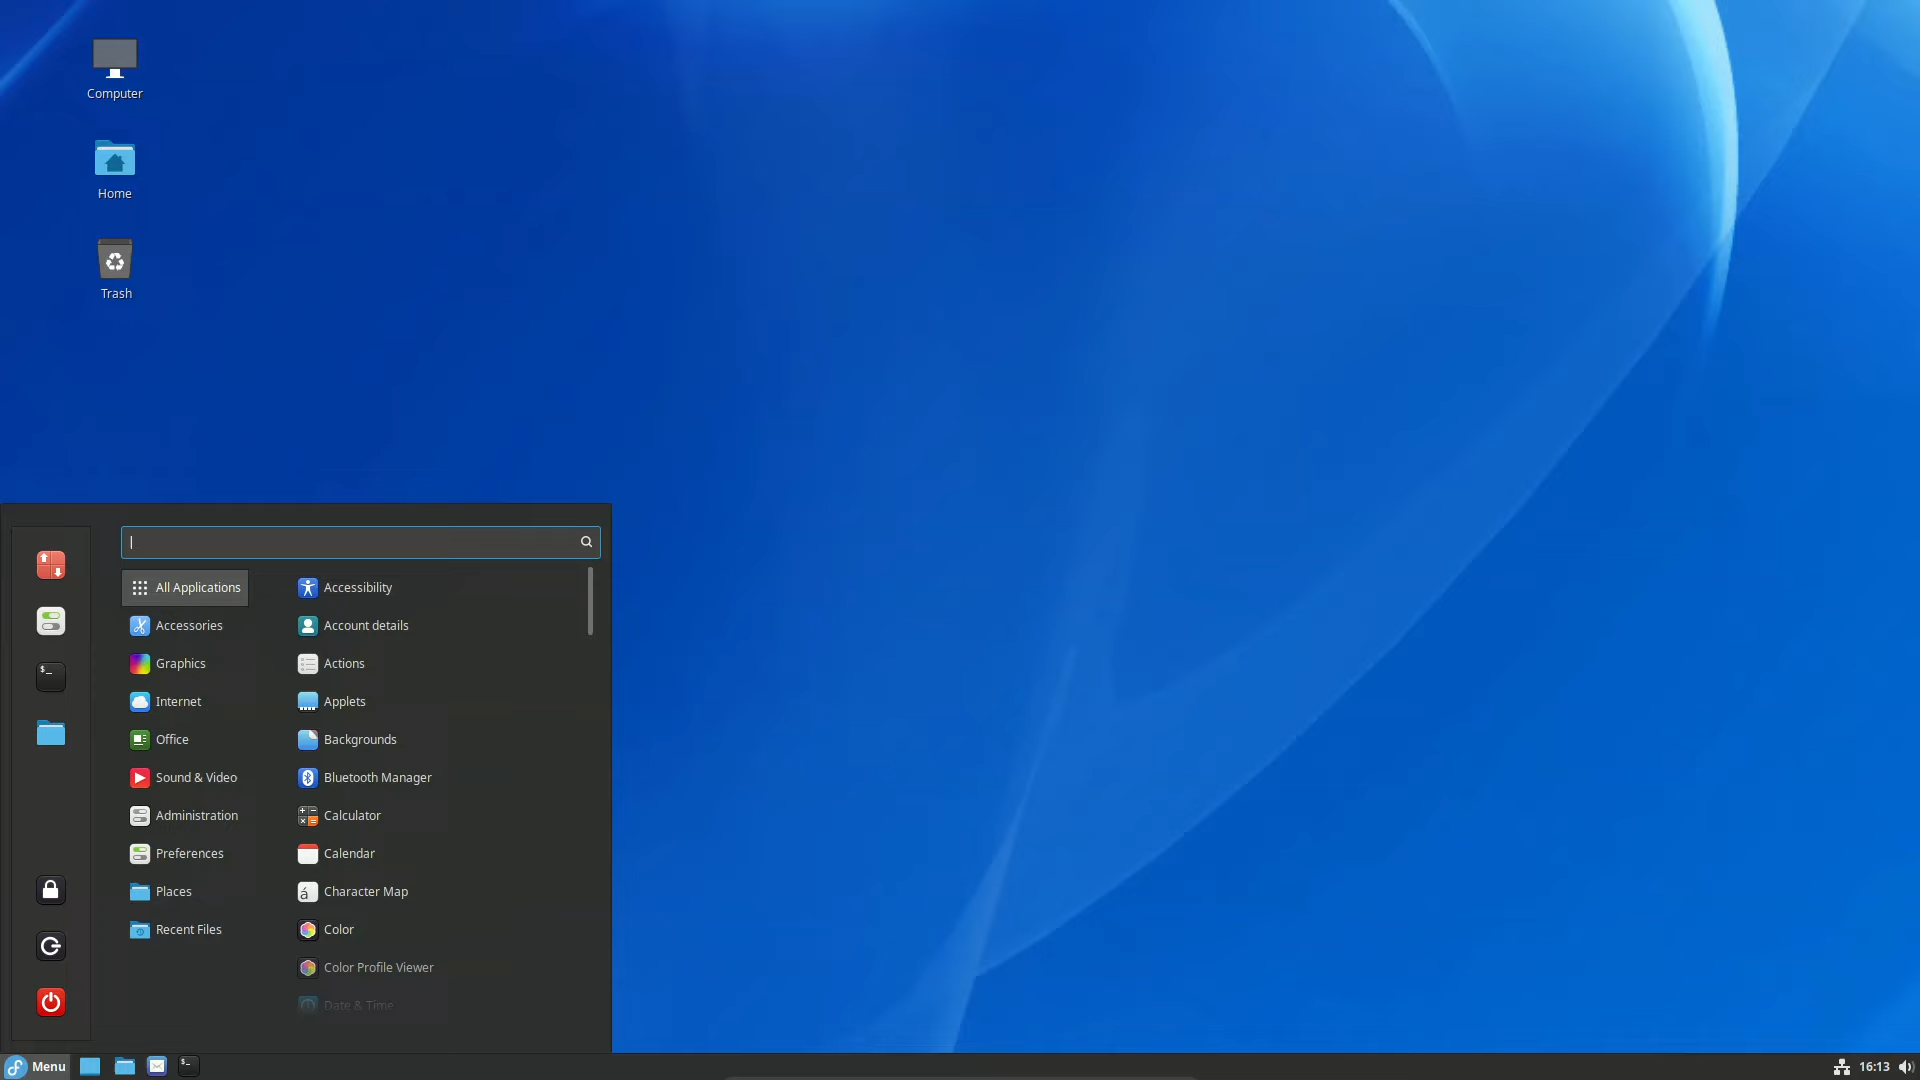 Computer
Home
Trash
All Applications
Accessories
Graphics
Internet
Office
Sound & Video
Administration
Preferences
Places
Recent Files
Accessibility
Account details
Actions
Applets
Backgrounds
Bluetooth Manager
Calculator
Calendar
Character Map
Color
Color Profile Viewer
Date & Time
Menu
16:13